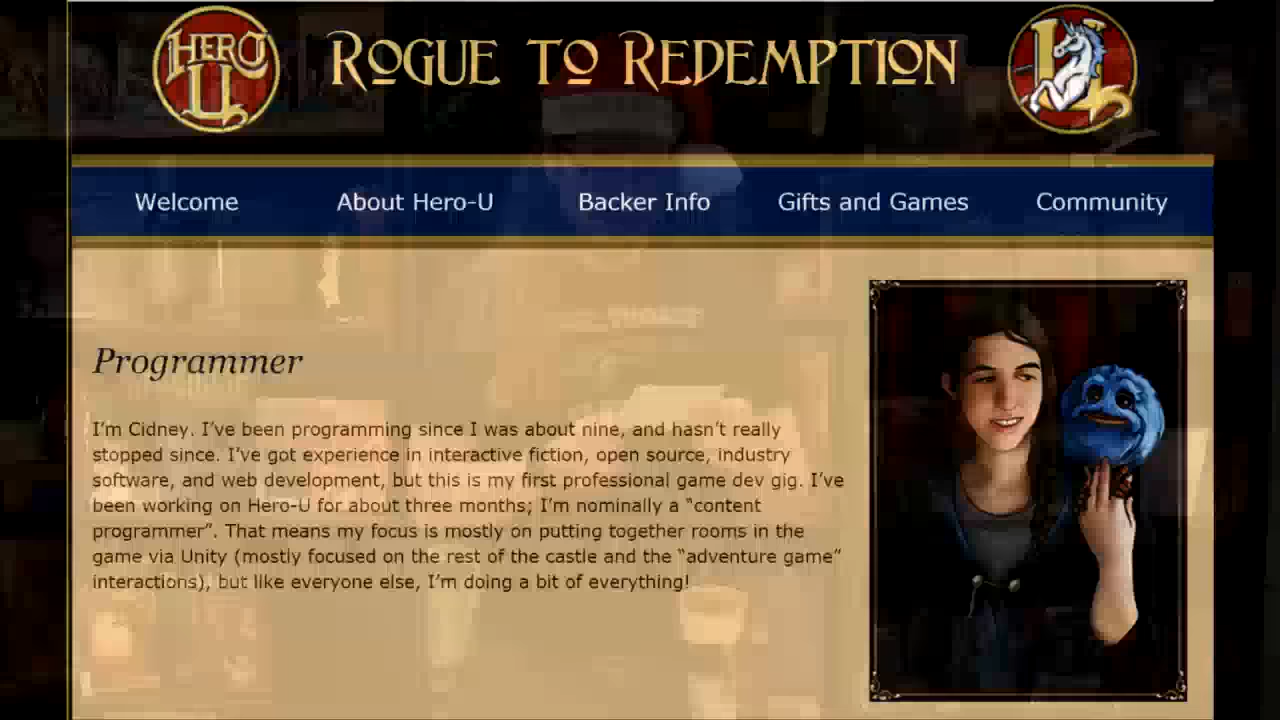 HERO U
ROGUE TO REDEMPTION
Welcome
About Hero-U
Backer Info
Gifts and Games
Community
Programmer
I’m Cidney. I’ve been programming since I was about nine, and hasn’t really
stopped since. I’ve got experience in interactive fiction, open source, industry
software, and web development, but this is my first professional game dev gig. I’ve
been working on Hero-U for about three months; I’m nominally a “content
programmer”. That means my focus is mostly on putting together rooms in the
game via Unity (mostly focused on the rest of the castle and the “adventure game”
interactions), but like everyone else, I’m doing a bit of everything!